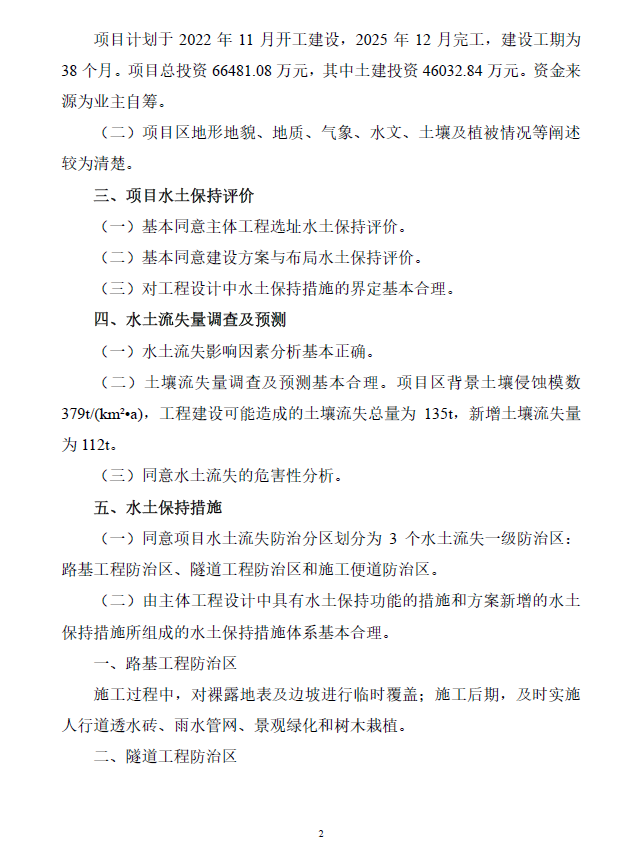 项目计划于 2022 年 11 月开工建设，2025 年 12 月完工，建设工期为
38 个月。项目总投资 66481.08 万元，其中土建投资 46032.84 万元。资金来
源为业主自筹。
（二）项目区地形地貌、地质、气象、水文、土壤及植被情况等阐述
较为清楚。
三、项目水土保持评价
（一）基本同意主体工程选址水土保持评价。
（二）基本同意建设方案与布局水土保持评价。
（三）对工程设计中水土保持措施的界定基本合理。
四、水土流失量调查及预测
（一）水土流失影响因素分析基本正确。
（二）土壤流失量调查及预测基本合理。项目区背景土壤侵蚀模数
379t/(km²•a)，工程建设可能造成的土壤流失总量为 135t，新增土壤流失量
为 112t。
（三）同意水土流失的危害性分析。
五、水土保持措施
（一）同意项目水土流失防治分区划分为 3 个水土流失一级防治区：
路基工程防治区、隧道工程防治区和施工便道防治区。
（二）由主体工程设计中具有水土保持功能的措施和方案新增的水土
保持措施所组成的水土保持措施体系基本合理。
一、路基工程防治区
施工过程中，对裸露地表及边坡进行临时覆盖；施工后期，及时实施
人行道透水砖、雨水管网、景观绿化和树木栽植。
二、隧道工程防治区
2